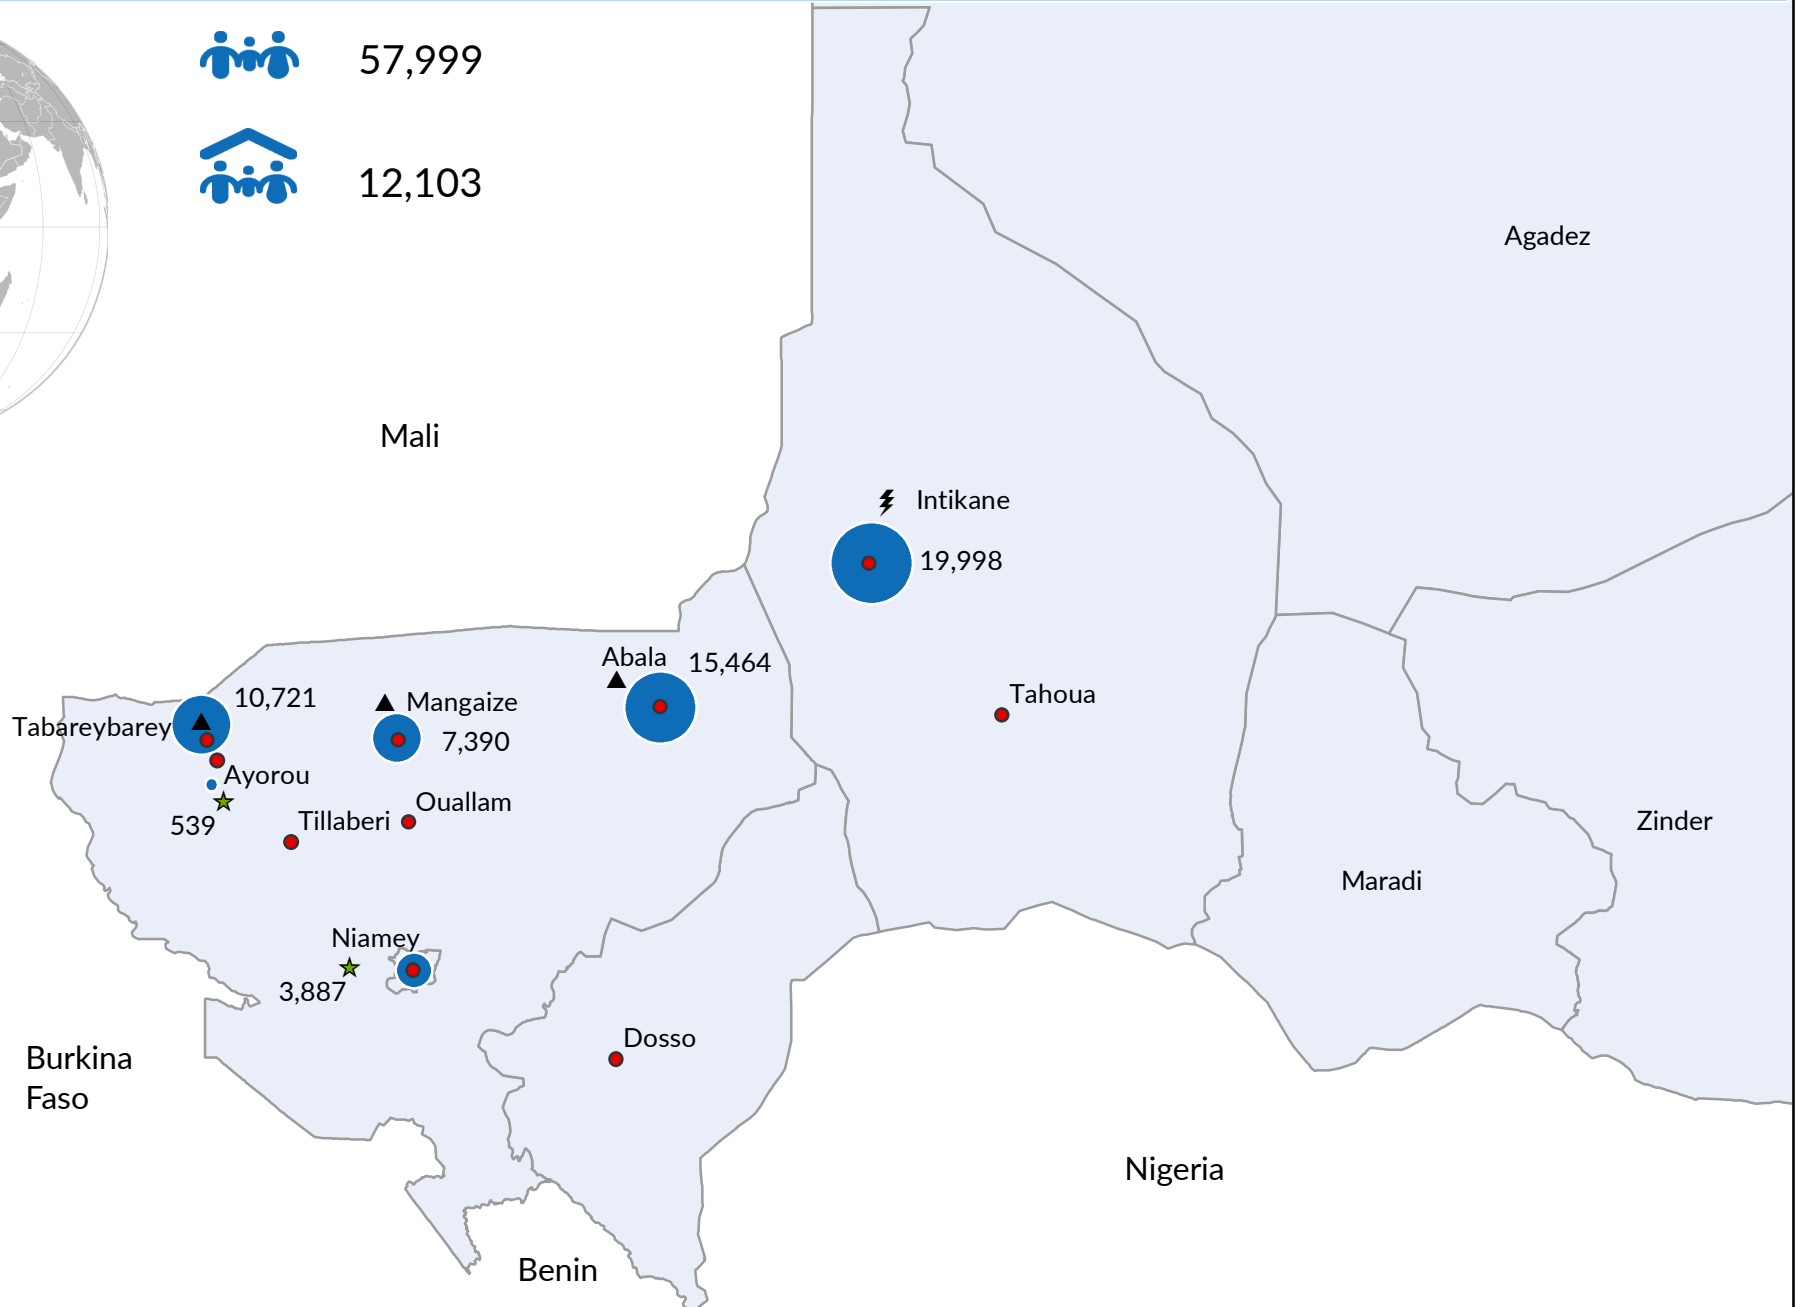 57,999
12,103
Agadez
Mali
Intikane
19,998
Abala
15,464
Tahoua
10,721
Mangaize
Tabareybarey
7,390
Ayorou
Ouallam
539
Tillaberi
Zinder
Maradi
Niamey
3,887
Dosso
Burkina
Faso
Nigeria
Benin